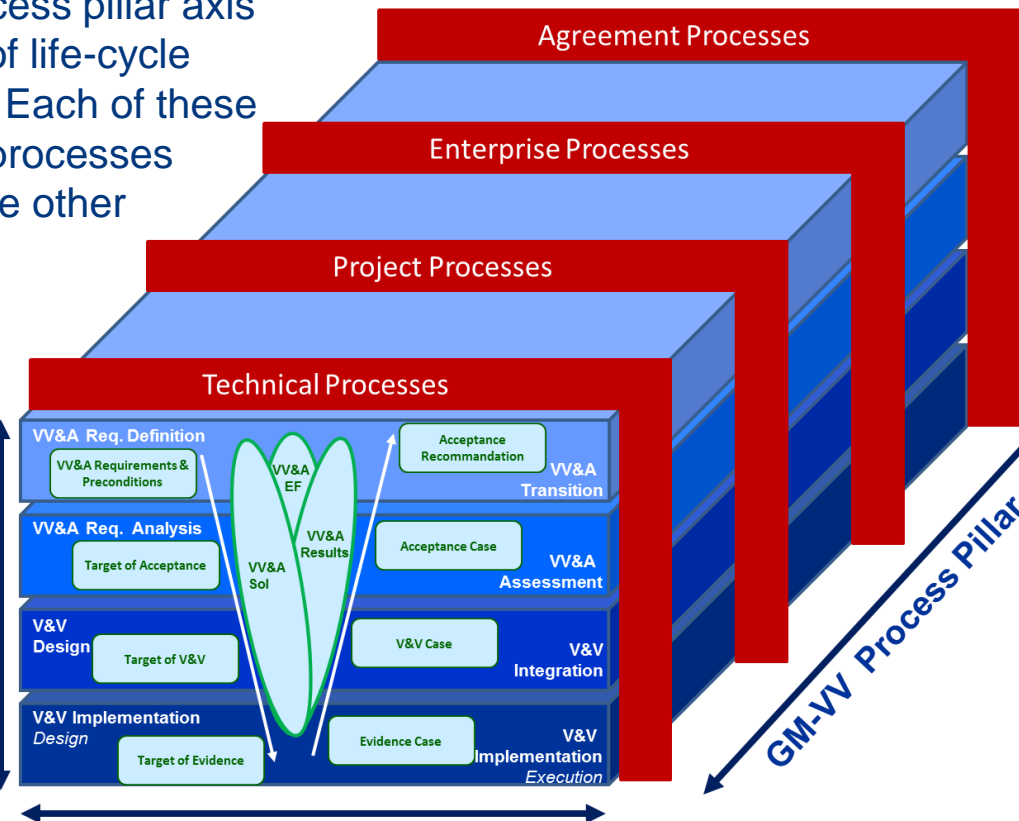 cess pillar axis
of life-cycle
Each of these
processes
e other
Agreement Processes
Enterprise Processes
Project Processes
Technical Processes
VV&A Req. Definition
VV&A Requirements &
Preconditions
VV&A
EF
Acceptance
Recommandation
VV&A
Transition
VV&A Req. Analysis
Target of Acceptance
VV&A
Sol
VV&A
Results
Acceptance Case
VV&A
Assessment
V&V
Design
Target of V&V
V&V Case
V&V
Integration
V&V Implementation
Design
Target of Evidence
Evidence Case
V&V
Implementation
Execution
GM-VV Process Pillar